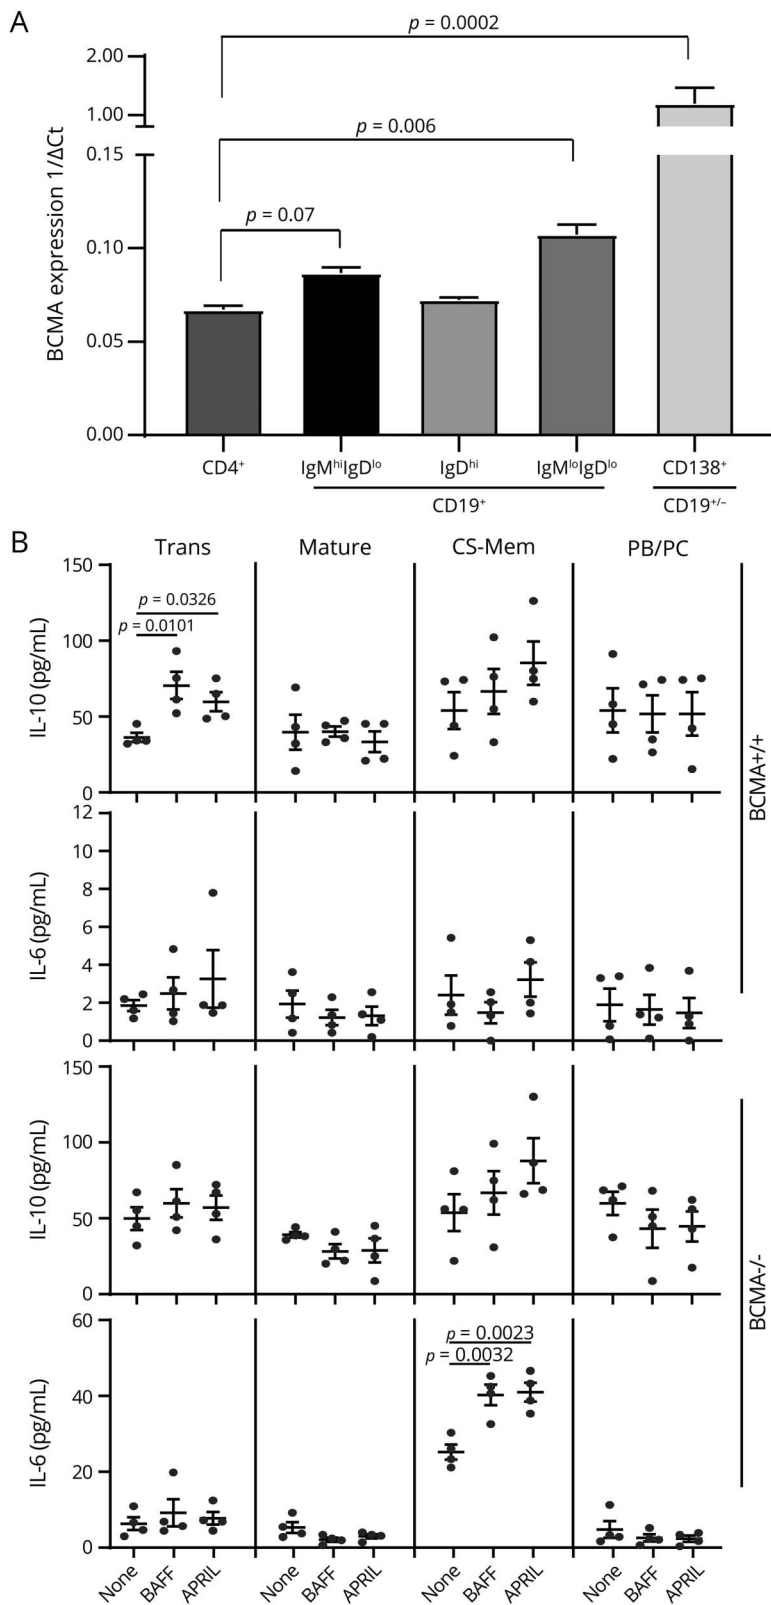 A
p = 0.0002
2.00
1.00
p = 0.006
0.15
p = 0.07
0.10
0.05
0.00
BCMA expression 1/ΔCt
CD4⁺ IgMʰⁱIgDˡᵒ IgDʰⁱ IgMˡᵒIgDˡᵒ CD138⁺
CD19⁺ CD19⁺/⁻
B
Trans Mature CS-Mem PB/PC
150
p = 0.0326
p = 0.0101
100
50
0
IL-10 (pg/mL)
12
10
8
6
4
2
0
IL-6 (pg/mL)
BCMA+/+
150
100
50
0
IL-10 (pg/mL)
60
p = 0.0023
p = 0.0032
40
20
0
IL-6 (pg/mL)
BCMA-/-
None BAFF APRIL None BAFF APRIL None BAFF APRIL None BAFF APRIL